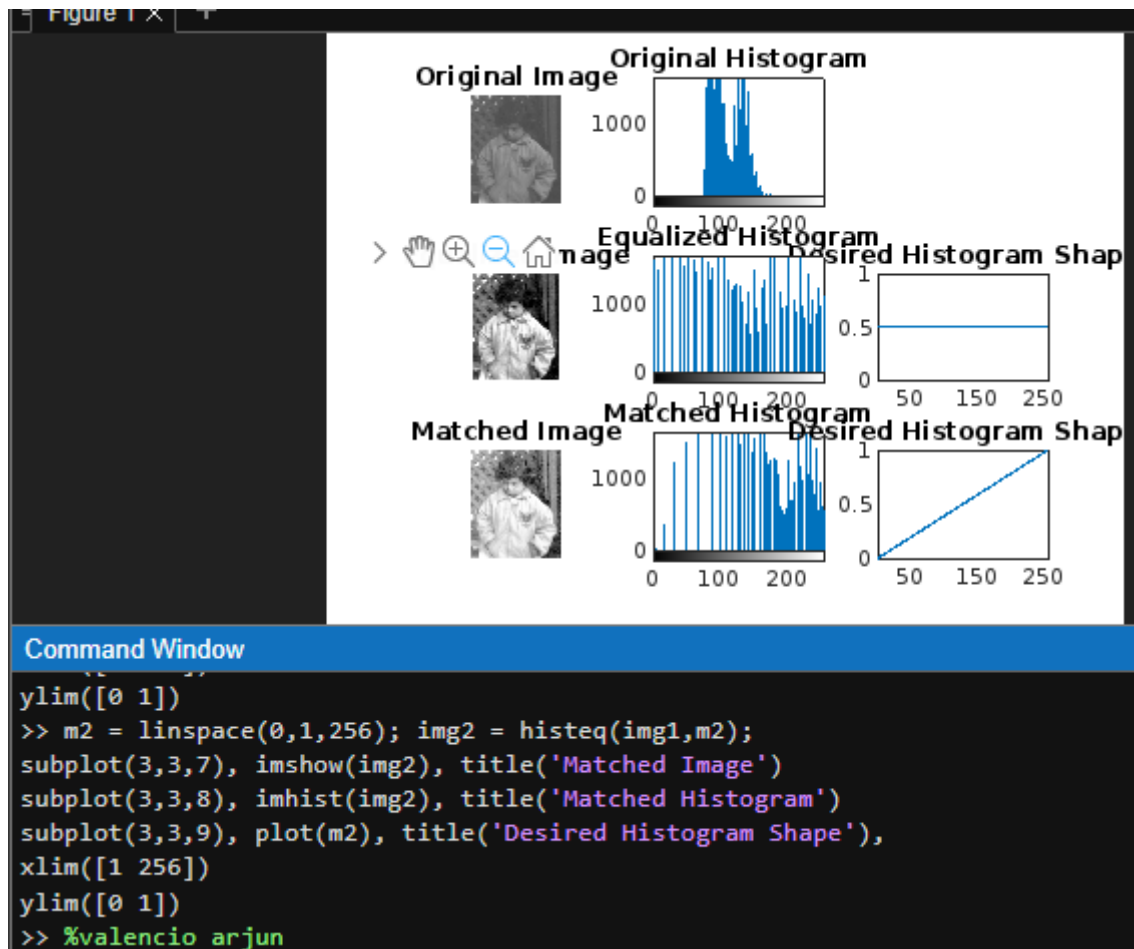 Figure 1 × +
Original Image
Original Histogram
1000
0
0 100 200
mage
Equalized Histogram
Desired Histogram Shap
1000
0
0 100 200
1
0.5
0
50 150 250
Matched Image
Matched Histogram
Desired Histogram Shap
1000
0
0 100 200
1
0.5
0
50 150 250
Command Window
ylim([0 1])
>> m2 = linspace(0,1,256); img2 = histeq(img1,m2);
subplot(3,3,7), imshow(img2), title('Matched Image')
subplot(3,3,8), imhist(img2), title('Matched Histogram')
subplot(3,3,9), plot(m2), title('Desired Histogram Shape'),
xlim([1 256])
ylim([0 1])
>> %valencio arjun